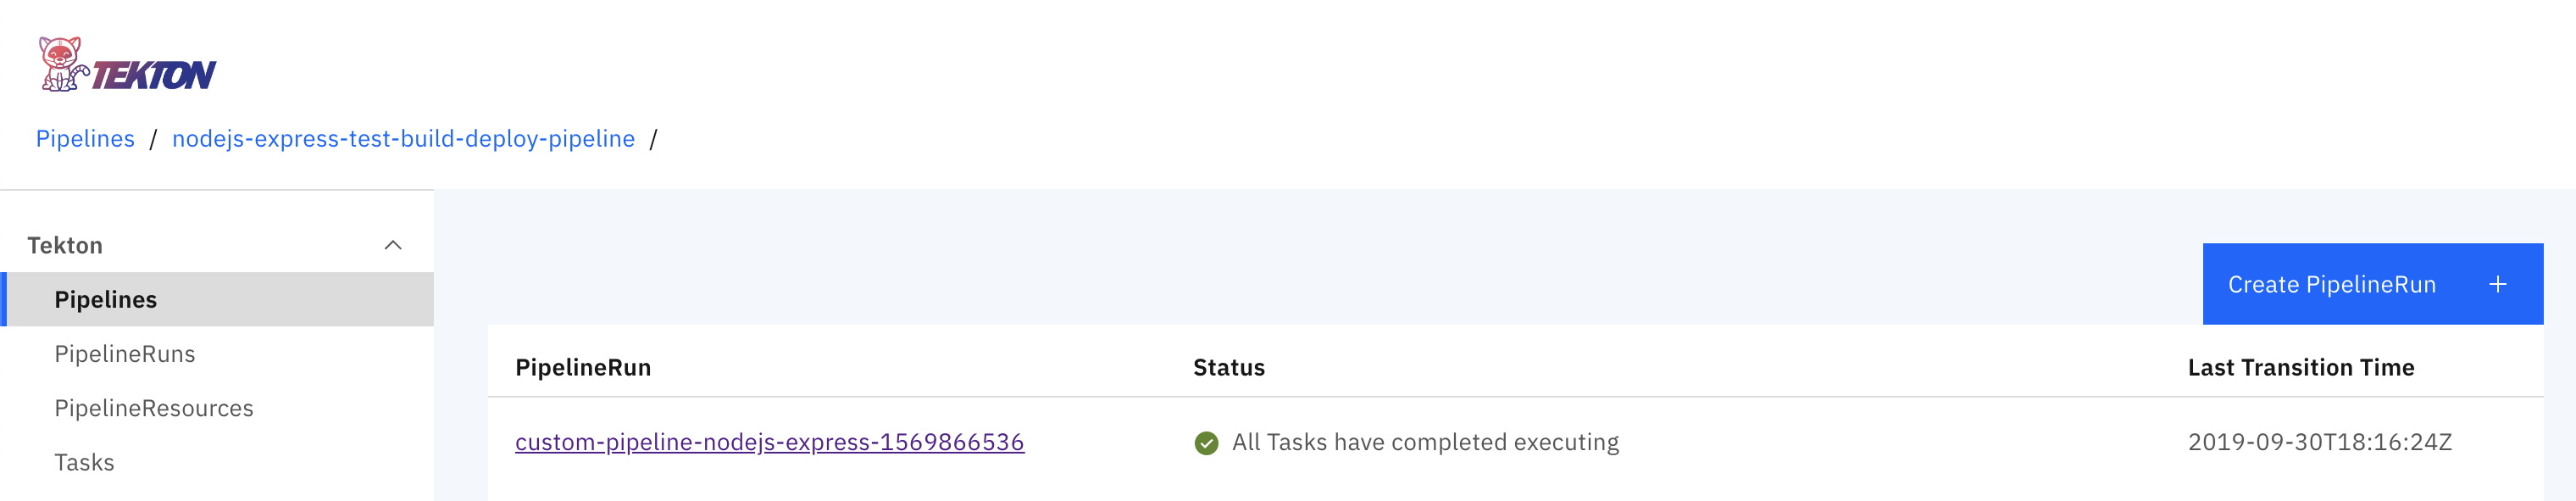 TEKTON
Pipelines / nodejs-express-test-build-deploy-pipeline /
Tekton
Pipelines
PipelineRuns
PipelineResources
Tasks
Create PipelineRun +
PipelineRun Status Last Transition Time
custom-pipeline-nodejs-express-1569866536 All Tasks have completed executing 2019-09-30T18:16:24Z